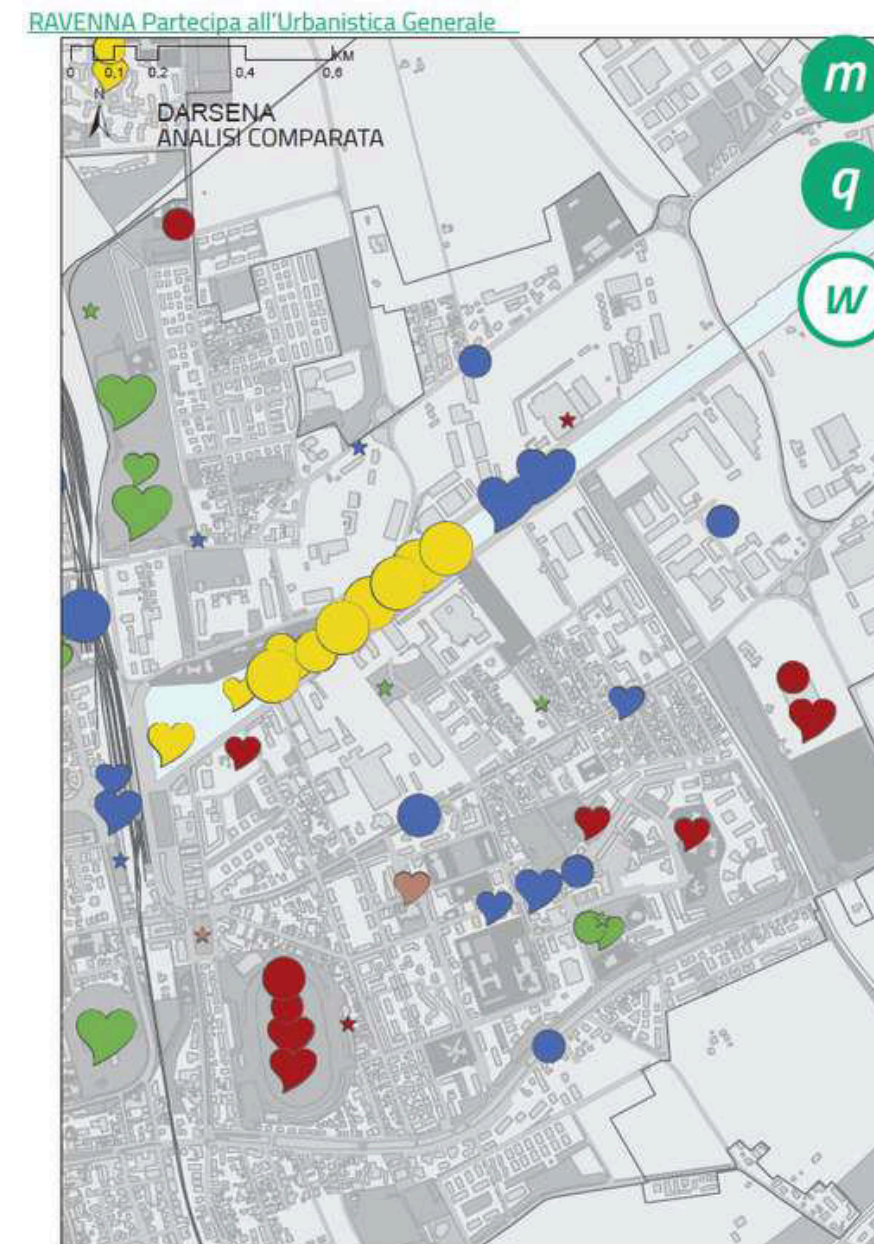 RAVENNA Partecipa all'Urbanistica Generale
0 0,1 0,2 0,4 0,6
KM
N
DARSENA
ANALISI COMPARATA
m
q
w